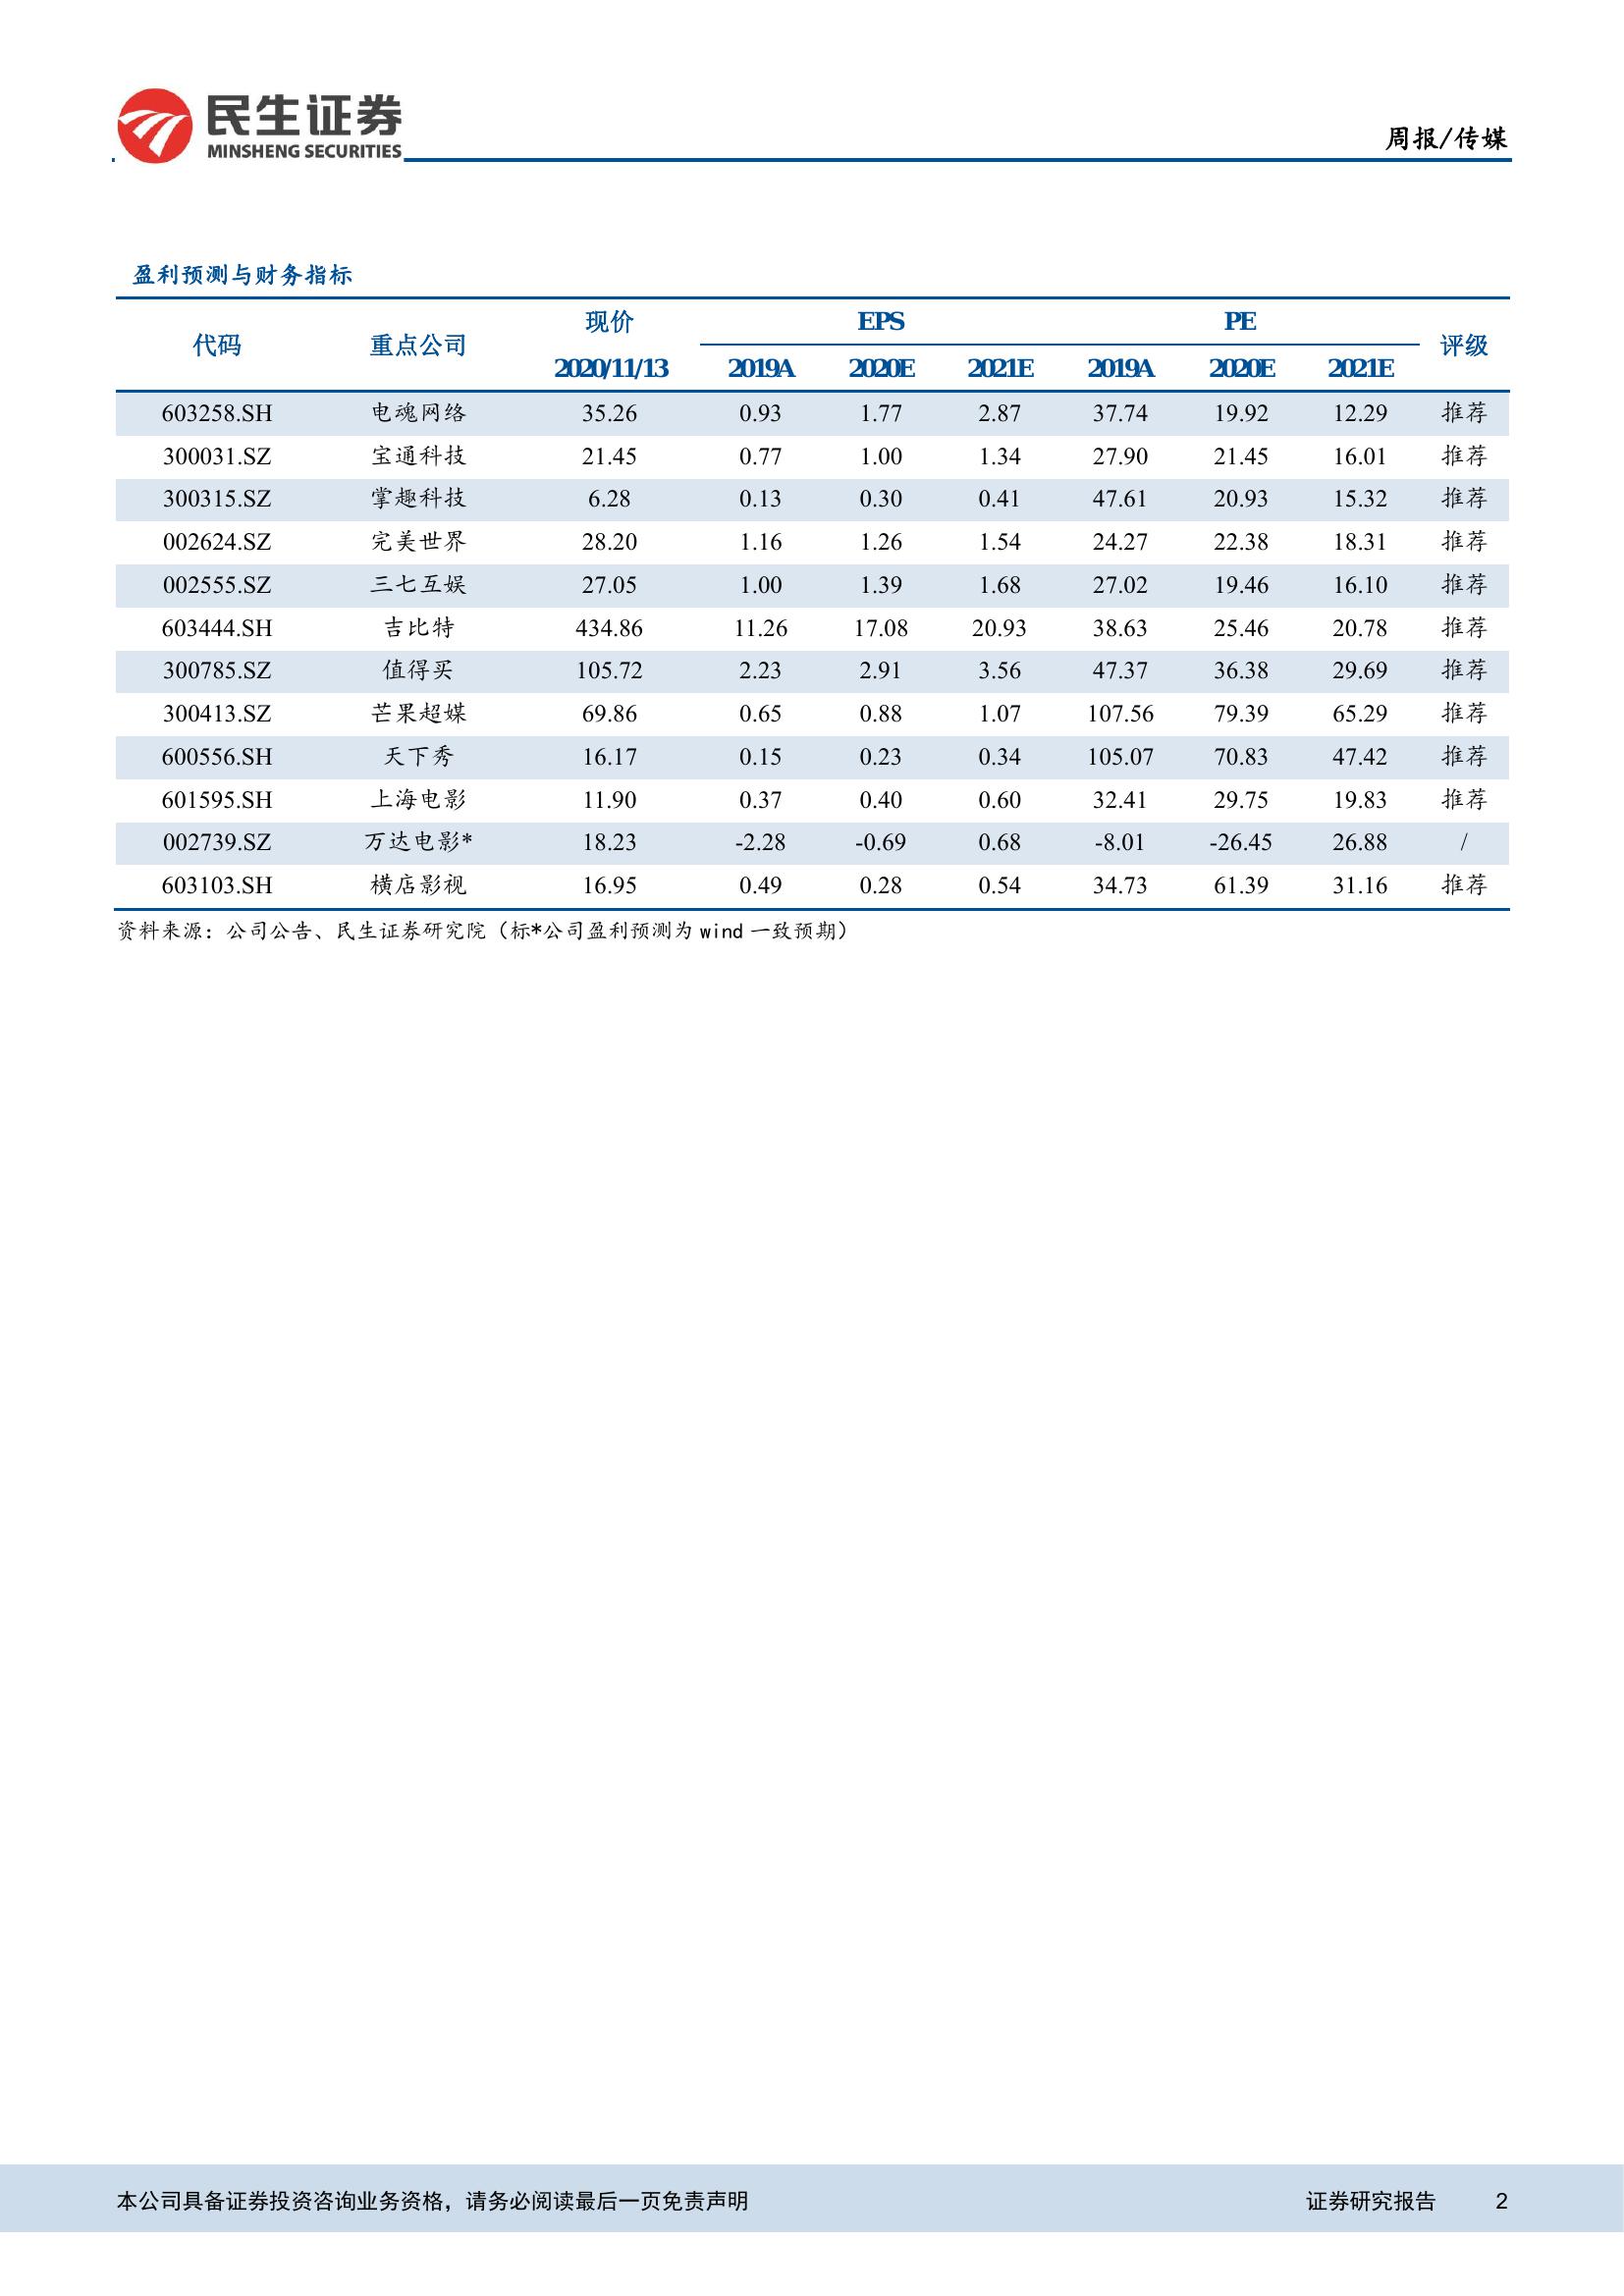 民生证券
MINSHENG SECURITIES
周报/传媒
盈利预测与财务指标
代码 重点公司 现价 EPS PE 评级
2020/11/13 2019A 2020E 2021E 2019A 2020E 2021E
603258.SH 电魂网络 35.26 0.93 1.77 2.87 37.74 19.92 12.29 推荐
300031.SZ 宝通科技 21.45 0.77 1.00 1.34 27.90 21.45 16.01 推荐
300315.SZ 掌趣科技 6.28 0.13 0.30 0.41 47.61 20.93 15.32 推荐
002624.SZ 完美世界 28.20 1.16 1.26 1.54 24.27 22.38 18.31 推荐
002555.SZ 三七互娱 27.05 1.00 1.39 1.68 27.02 19.46 16.10 推荐
603444.SH 吉比特 434.86 11.26 17.08 20.93 38.63 25.46 20.78 推荐
300785.SZ 值得买 105.72 2.23 2.91 3.56 47.37 36.38 29.69 推荐
300413.SZ 芒果超媒 69.86 0.65 0.88 1.07 107.56 79.39 65.29 推荐
600556.SH 天下秀 16.17 0.15 0.23 0.34 105.07 70.83 47.42 推荐
601595.SH 上海电影 11.90 0.37 0.40 0.60 32.41 29.75 19.83 推荐
002739.SZ 万达电影* 18.23 -2.28 -0.69 0.68 -8.01 -26.45 26.88 /
603103.SH 横店影视 16.95 0.49 0.28 0.54 34.73 61.39 31.16 推荐
资料来源：公司公告、民生证券研究院（标*公司盈利预测为 wind 一致预期）
本公司具备证券投资咨询业务资格，请务必阅读最后一页免责声明 证券研究报告 2